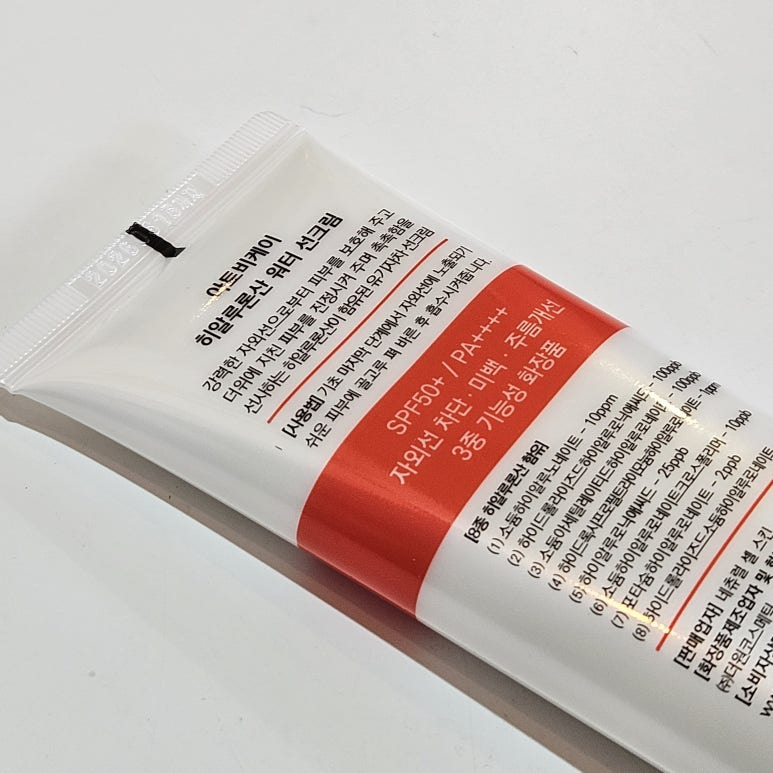 악토비케이
히알루론산 워터 선크림
강력한 자외선으로부터 피부를 보호해 주고
더위에 지친 피부를 진정시켜 주며 촉촉함을
선사하는 히알루론산이 함유된 유기자차 선크림
[사용법] 기초 마지막 단계에서 자외선에 노출되기
쉬운 피부에 골고루 펴 바른 후 흡수시켜줍니다.
SPF50+ / PA++++
자외선 차단 · 미백 · 주름개선
3중 기능성 화장품
[8중 히알루론산 함유]
(1) 소듐하이알루로네이트 - 10ppm
(2) 하이드롤라이즈드하이알루로닉애씨드 - 100ppb
(3) 소듐아세틸레이티드하이알루로네이트 - 100ppb
(4) 하이드록시프로필트라이모늄하이알루로네이트 - 1ppm
(5) 하이알루로닉애씨드 - 25ppb
(6) 소듐하이알루로네이트크로스폴리머 - 10ppb
(7) 포타슘하이알루로네이트 - 2ppb
(8) 하이드롤라이즈드소듐하이알루로네이트
[판매업자] 네츄럴 셀 스킨
[화장품제조업자 및
㈜더원코스메틱
[소비자상